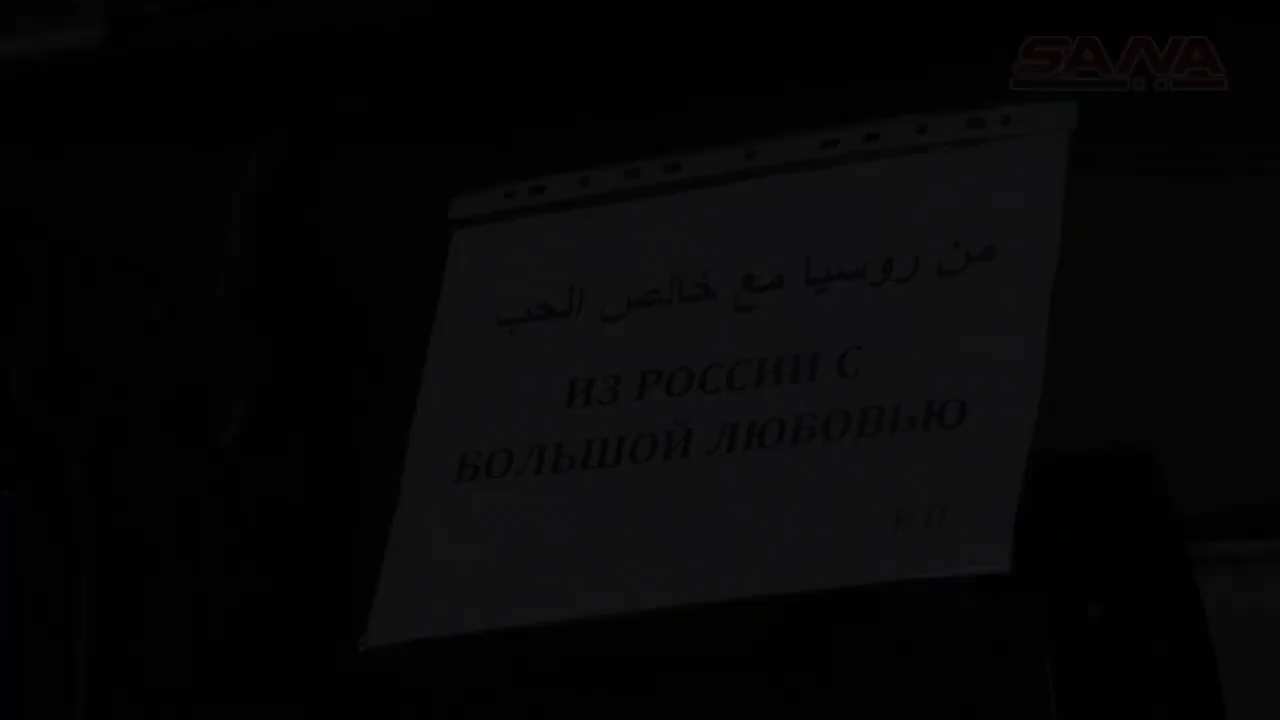 SANA
من روسيا مع خالص الحب
ИЗ РОССИИ С
БОЛЬШОЙ ЛЮБОВЬЮ